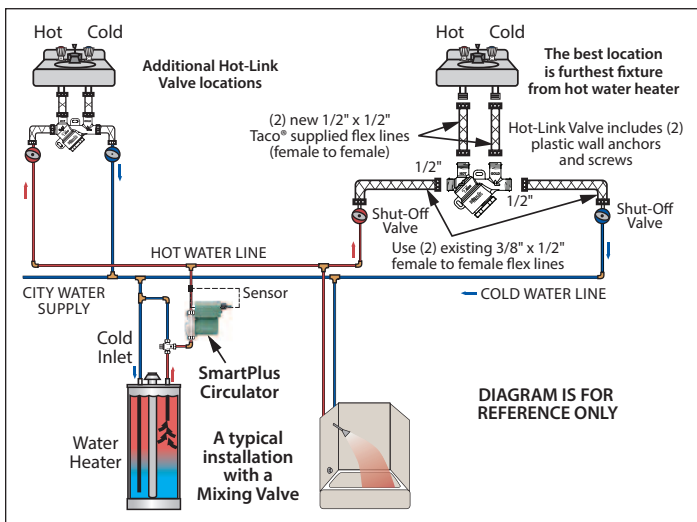 Hot Cold
Additional Hot-Link
Valve locations
Hot Cold
The best location
is furthest fixture
from hot water heater
(2) new 1/2" x 1/2"
Taco® supplied flex lines
(female to female)
Hot-Link Valve includes (2)
plastic wall anchors
and screws
1/2"
1/2"
Shut-Off
Valve
Shut-Off
Valve
Use (2) existing 3/8" x 1/2"
female to female flex lines
HOT WATER LINE
CITY WATER
SUPPLY
Sensor
COLD WATER LINE
Cold
Inlet
SmartPlus
Circulator
Water
Heater
A typical
installation
with a
Mixing Valve
DIAGRAM IS FOR
REFERENCE ONLY